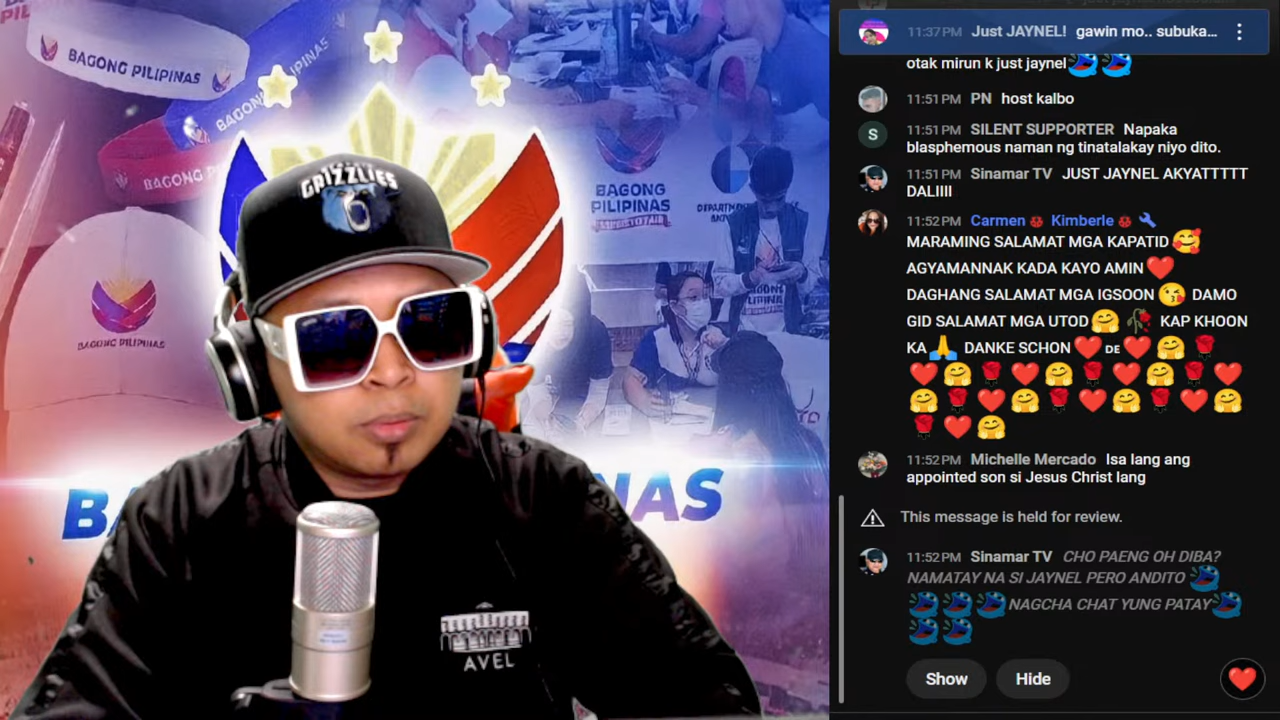 BAGONG PILIPINAS
BAGONG PILIPINAS
BAGONG
GRIZZLIES
BAGONG PILIPINAS
BAGONG
PILIPINAS
BA
NAS
AVEL
11:37 PM Just JAYNEL! gawin mo.. subuka...
otak mirun k just jaynel
11:51 PM PN host kalbo
S
11:51 PM SILENT SUPPORTER Napaka
blasphemous naman ng tinatalakay niyo dito.
11:51 PM Sinamar TV JUST JAYNEL AKYATTTTT
DALIIII
11:52 PM Carmen🐞 Kimberle🐞 🔧
MARAMING SALAMAT MGA KAPATID🥰
AGYAMANNAK KADA KAYO AMIN❤️
DAGHANG SALAMAT MGA IGSOON😘 DAMO
GID SALAMAT MGA UTOD🤗🥀 KAP KHOON
KA🙏 DANKE SCHON❤️🇩🇪❤️🤗🌹
❤️🤗🌹❤️🤗🌹❤️🤗🌹❤️
🤗🌹❤️🤗🌹❤️🤗🌹❤️🤗
🌹❤️🤗
11:52 PM Michelle Mercado Isa lang ang
appointed son si Jesus Christ lang
This message is held for review.
11:52 PM Sinamar TV CHO PAENG OH DIBA?
NAMATAY NA SI JAYNEL PERO ANDITO
NAGCHA CHAT YUNG PATAY
Show Hide